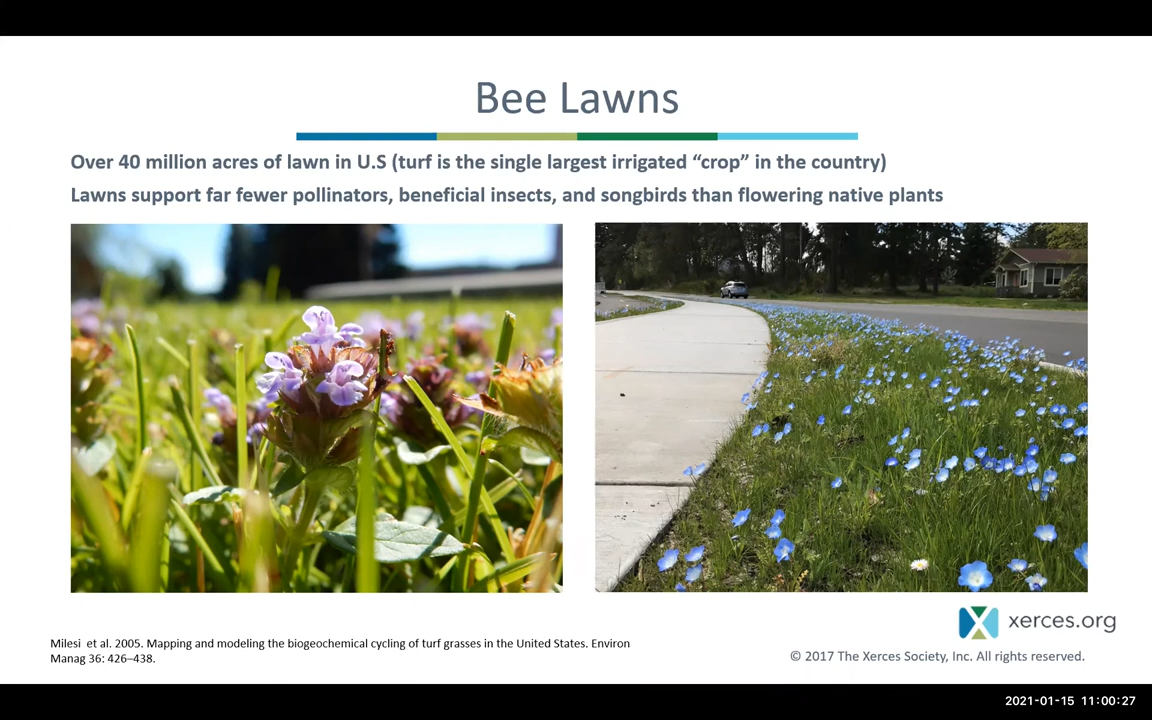 Bee Lawns
Over 40 million acres of lawn in U.S (turf is the single largest irrigated “crop” in the country)
Lawns support far fewer pollinators, beneficial insects, and songbirds than flowering native plants
xerces.org
Milesi et al. 2005. Mapping and modeling the biogeochemical cycling of turf grasses in the United States. Environ
Manag 36: 426–438.
© 2017 The Xerces Society, Inc. All rights reserved.
2021-01-15 11:00:27